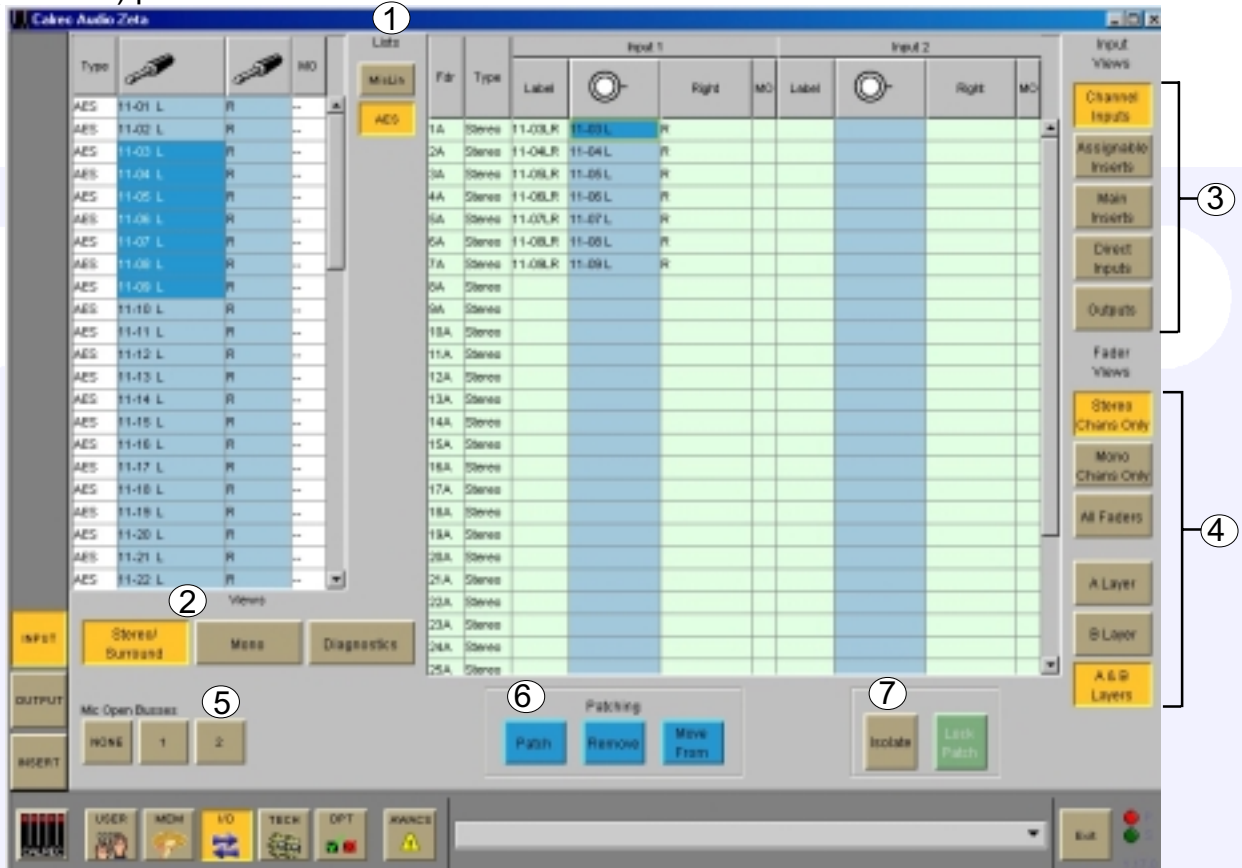 Calrec Audio Zeta
1
Lists
MicLin
AES
Type MO
AES 11-01 L R --
AES 11-02 L R --
AES 11-03 L R --
AES 11-04 L R --
AES 11-05 L R --
AES 11-06 L R --
AES 11-07 L R --
AES 11-08 L R --
AES 11-09 L R --
AES 11-10 L R --
AES 11-11 L R --
AES 11-12 L R --
AES 11-13 L R --
AES 11-14 L R --
AES 11-15 L R --
AES 11-16 L R --
AES 11-17 L R --
AES 11-18 L R --
AES 11-19 L R --
AES 11-20 L R --
AES 11-21 L R --
AES 11-22 L R --
Input 1 Input 2
Fdr Type Label Right MO Label Right MO
1A Stereo 11-03LR 11-03 L R
2A Stereo 11-04LR 11-04 L R
3A Stereo 11-05LR 11-05 L R
4A Stereo 11-06LR 11-06 L R
5A Stereo 11-07LR 11-07 L R
6A Stereo 11-08LR 11-08 L R
7A Stereo 11-09LR 11-09 L R
8A Stereo
9A Stereo
10A Stereo
11A Stereo
12A Stereo
13A Stereo
14A Stereo
15A Stereo
16A Stereo
17A Stereo
18A Stereo
19A Stereo
20A Stereo
21A Stereo
22A Stereo
23A Stereo
24A Stereo
25A Stereo
Input
Views
Channel
Inputs
Assignable
Inserts
Main
Inserts
Direct
Inputs
Outputs
3
Fader
Views
Stereo
Chans Only
Mono
Chans Only
All Faders
A Layer
B Layer
A & B
Layers
4
2
Views
Stereo/
Surround
Mono
Diagnostics
INPUT
OUTPUT
INSERT
5
Mic Open Busses
NONE 1 2
6
Patching
Patch
Remove
Move
From
7
Isolate
Lock
Patch
CALREC
USER MEM I/O TECH OPT AWACS
Exit